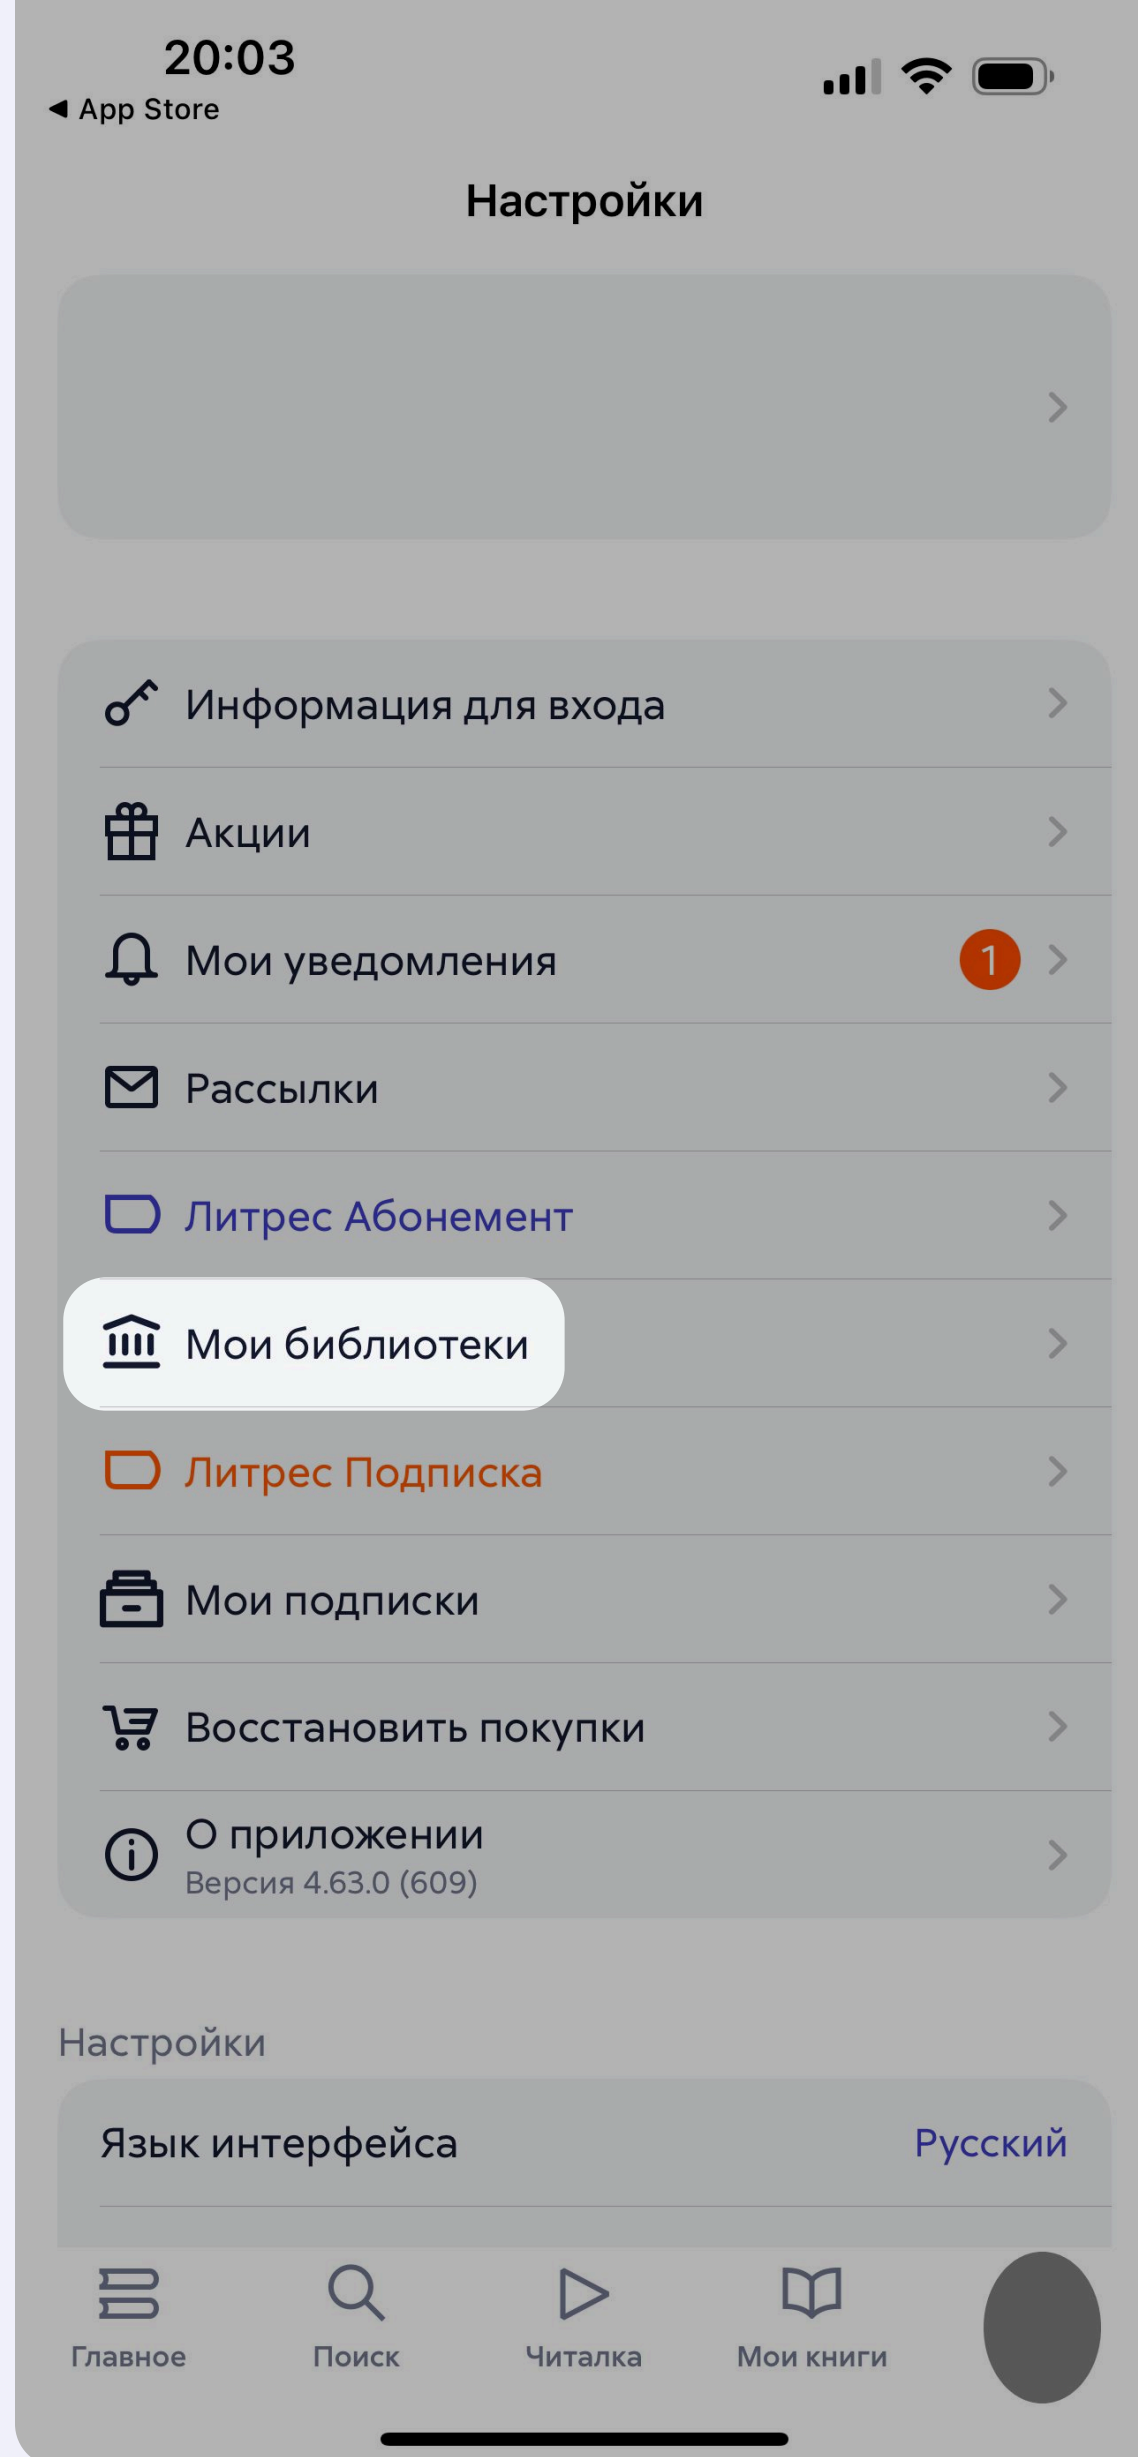 20:03
◀ App Store
Настройки
Информация для входа
Акции
Мои уведомления
1
Рассылки
Литрес Абонемент
Мои библиотеки
Литрес Подписка
Мои подписки
Восстановить покупки
О приложении
Версия 4.63.0 (609)
Настройки
Язык интерфейса
Русский
Главное
Поиск
Читалка
Мои книги